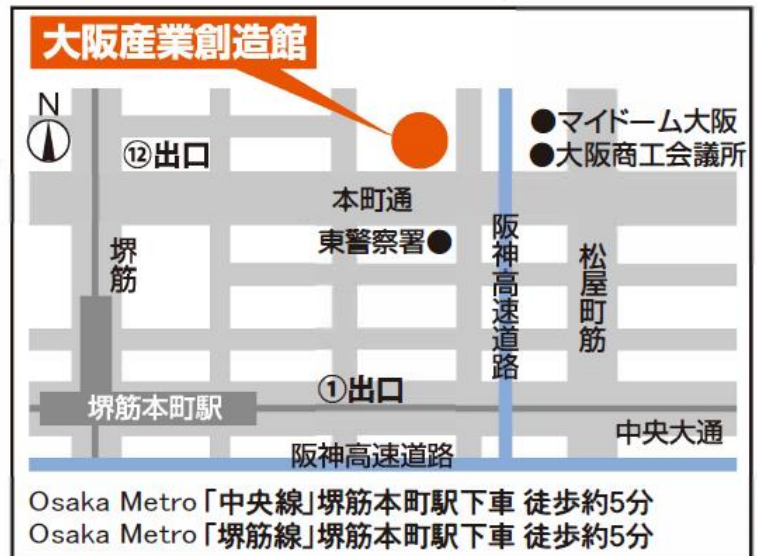 大阪産業創造館
N
⑫出口
●マイドーム大阪
●大阪商工会議所
本町通
東警察署●
堺筋
阪神高速道路
松屋町筋
①出口
堺筋本町駅
中央大通
阪神高速道路
Osaka Metro「中央線」堺筋本町駅下車 徒歩約5分
Osaka Metro「堺筋線」堺筋本町駅下車 徒歩約5分